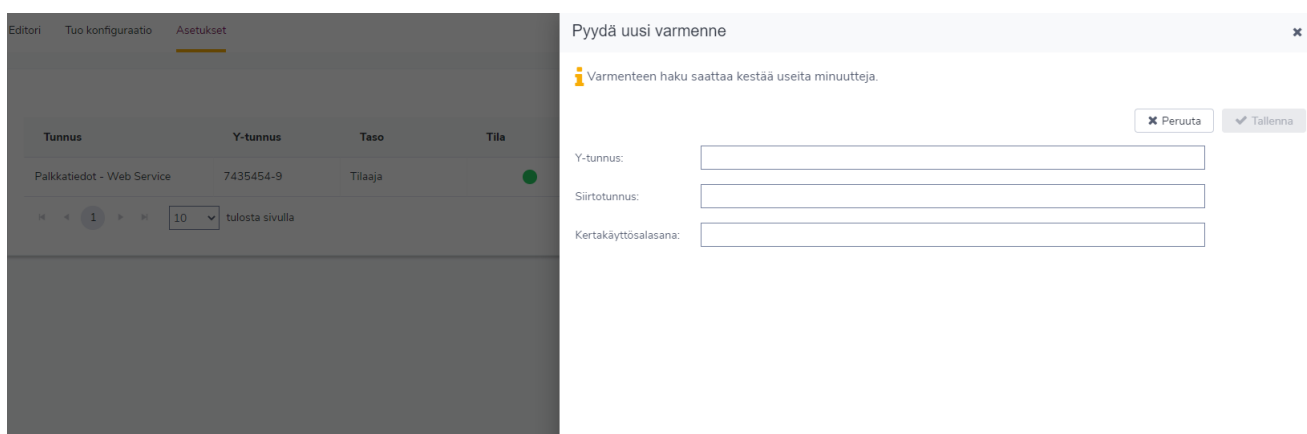 Editori Tuo konfiguraatio Asetukset
Tunnus Y-tunnus Taso Tila
Palkkatiedot - Web Service 7435454-9 Tilaaja
1 10 tulosta sivulla
Pyydä uusi varmenne
Varmenteen haku saattaa kestää useita minuutteja.
Peruuta Tallenna
Y-tunnus:
Siirtotunnus:
Kertakäyttösalasana: